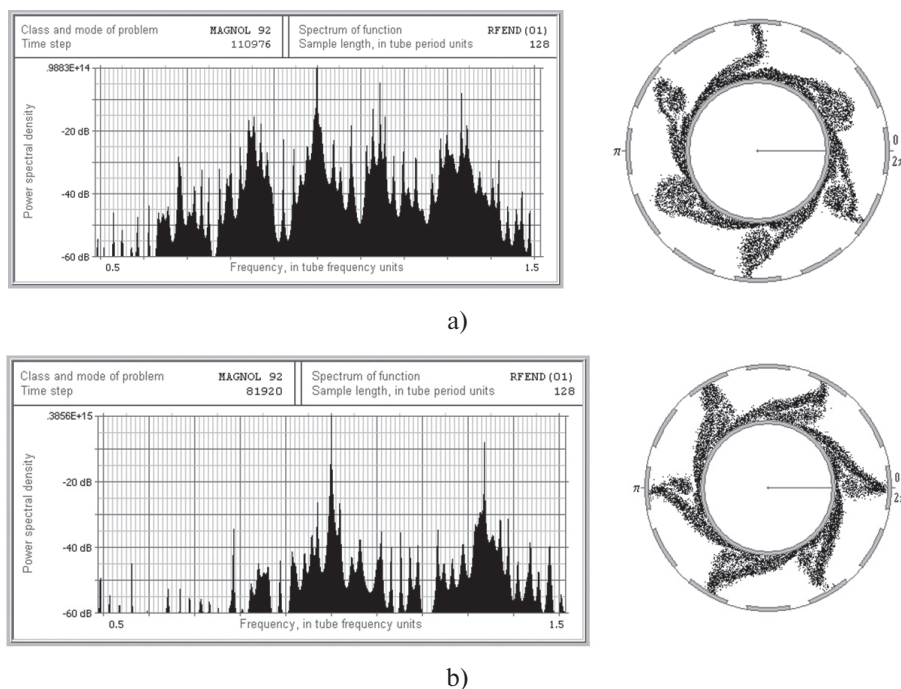 Class and mode of problem MAGNOL 92 Spectrum of function RFEND(01)
Time step 110976 Sample length, in tube period units 128
.9883E+14
-20 dB
-40 dB
-60 dB
Power spectral density
0.5 Frequency, in tube frequency units 1.5
π
0
2π
a)
Class and mode of problem MAGNOL 92 Spectrum of function RFEND(01)
Time step 81920 Sample length, in tube period units 128
.3856E+15
-20 dB
-40 dB
-60 dB
Power spectral density
0.5 Frequency, in tube frequency units 1.5
π
0
b)